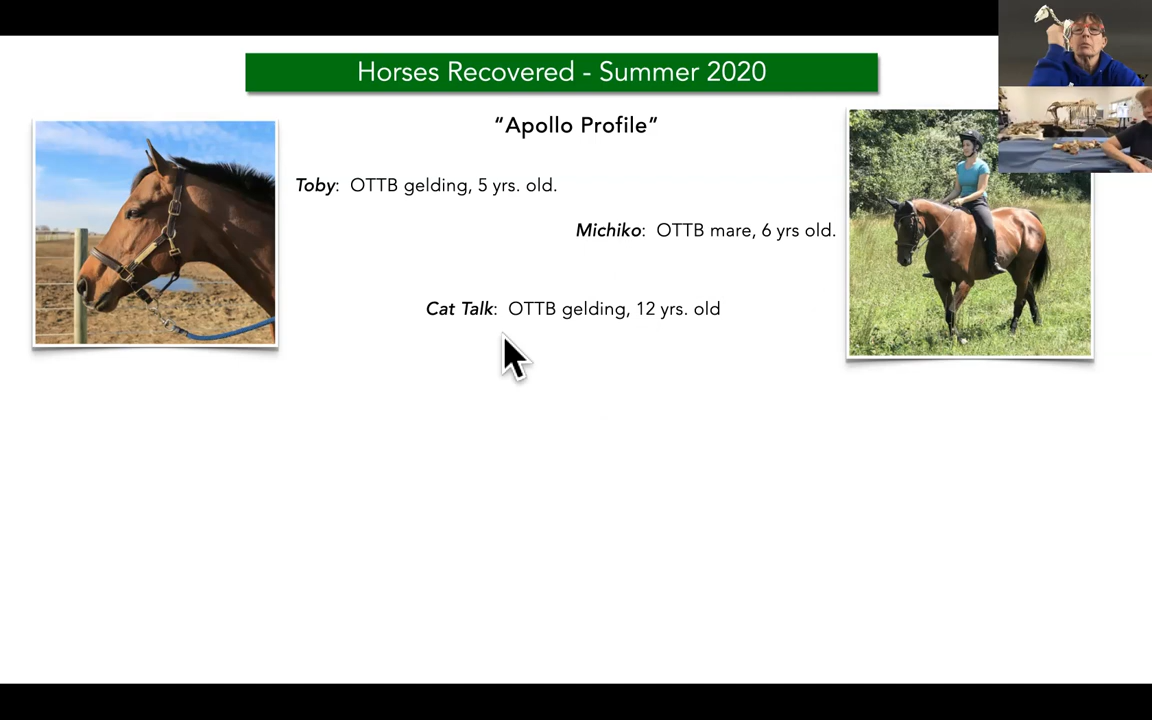 Horses Recovered - Summer 2020
“Apollo Profile”
Toby: OTTB gelding, 5 yrs. old.
Michiko: OTTB mare, 6 yrs old.
Cat Talk: OTTB gelding, 12 yrs. old